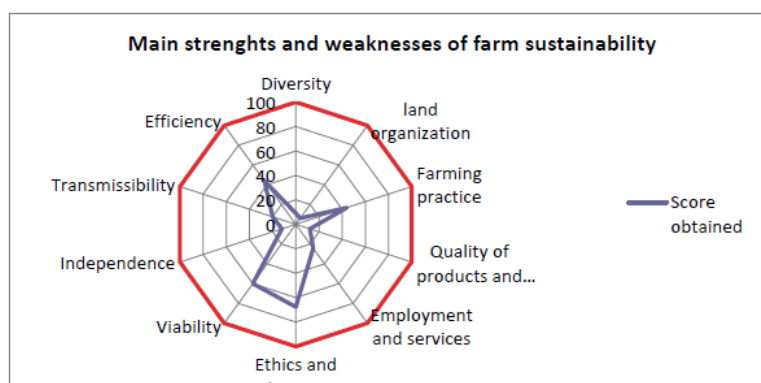 Main strenghts and weaknesses of farm sustainability
Diversity
100
80
60
40
20
0
land
organization
Farming
practice
Quality of
products and...
Employment
and services
Ethics and
Viability
Independence
Transmissibility
Efficiency
Score
obtained